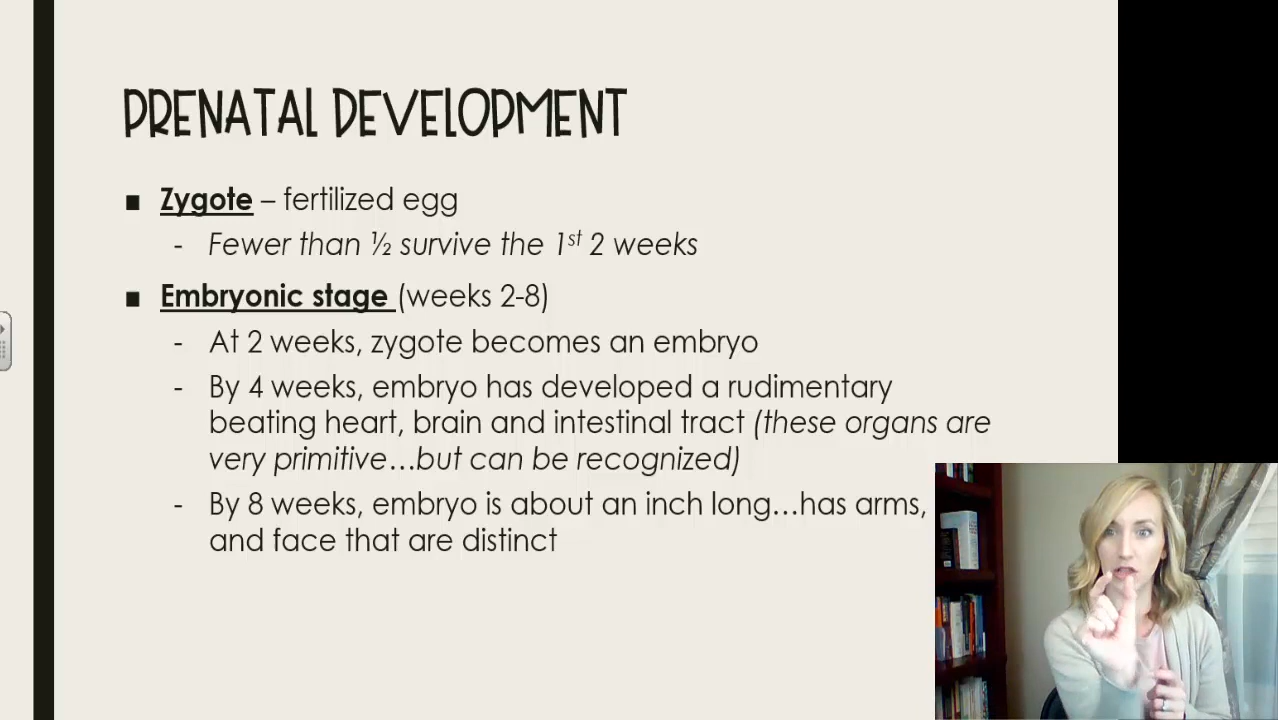 PRENATAL DEVELOPMENT
■ Zygote – fertilized egg
- Fewer than ½ survive the 1st 2 weeks
■ Embryonic stage (weeks 2-8)
- At 2 weeks, zygote becomes an embryo
- By 4 weeks, embryo has developed a rudimentary
beating heart, brain and intestinal tract (these organs are
very primitive…but can be recognized)
- By 8 weeks, embryo is about an inch long…has arms,
and face that are distinct